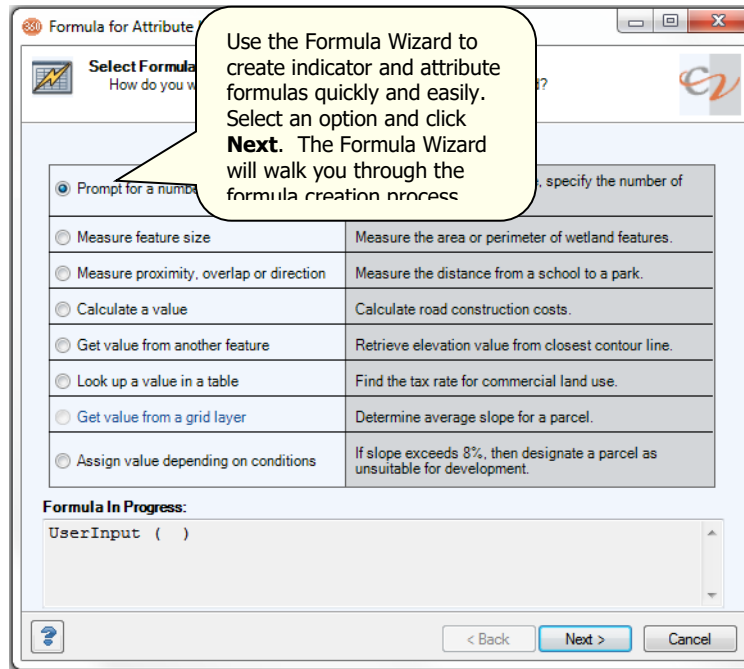 360 Formula for Attribute
Select Formula
How do you w
d?
CV
Use the Formula Wizard to
create indicator and attribute
formulas quickly and easily.
Select an option and click
Next. The Formula Wizard
will walk you through the
formula creation process
Prompt for a number
, specify the number of
Measure feature size
Measure the area or perimeter of wetland features.
Measure proximity, overlap or direction
Measure the distance from a school to a park.
Calculate a value
Calculate road construction costs.
Get value from another feature
Retrieve elevation value from closest contour line.
Look up a value in a table
Find the tax rate for commercial land use.
Get value from a grid layer
Determine average slope for a parcel.
Assign value depending on conditions
If slope exceeds 8%, then designate a parcel as
unsuitable for development.
Formula In Progress:
UserInput ( )
?
< Back
Next >
Cancel